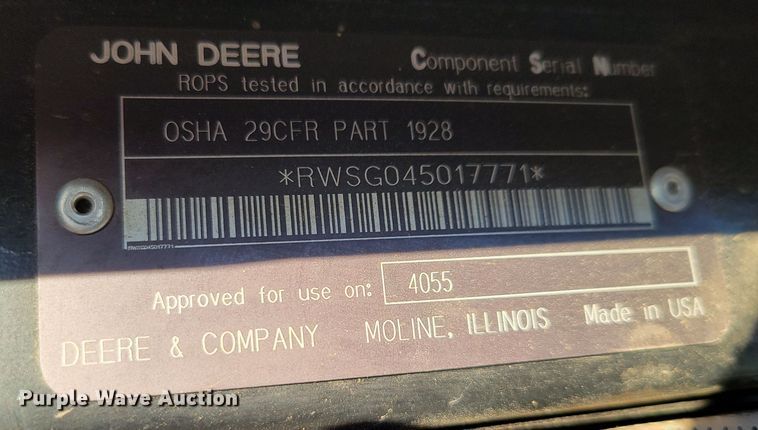 JOHN DEERE Component Serial Number
ROPS tested in accordance with requirements:
OSHA 29CFR PART 1928
*RWSG045017771*
RWSG045017771
Approved for use on: 4055
DEERE & COMPANY MOLINE, ILLINOIS Made in USA
Purple Wave Auction